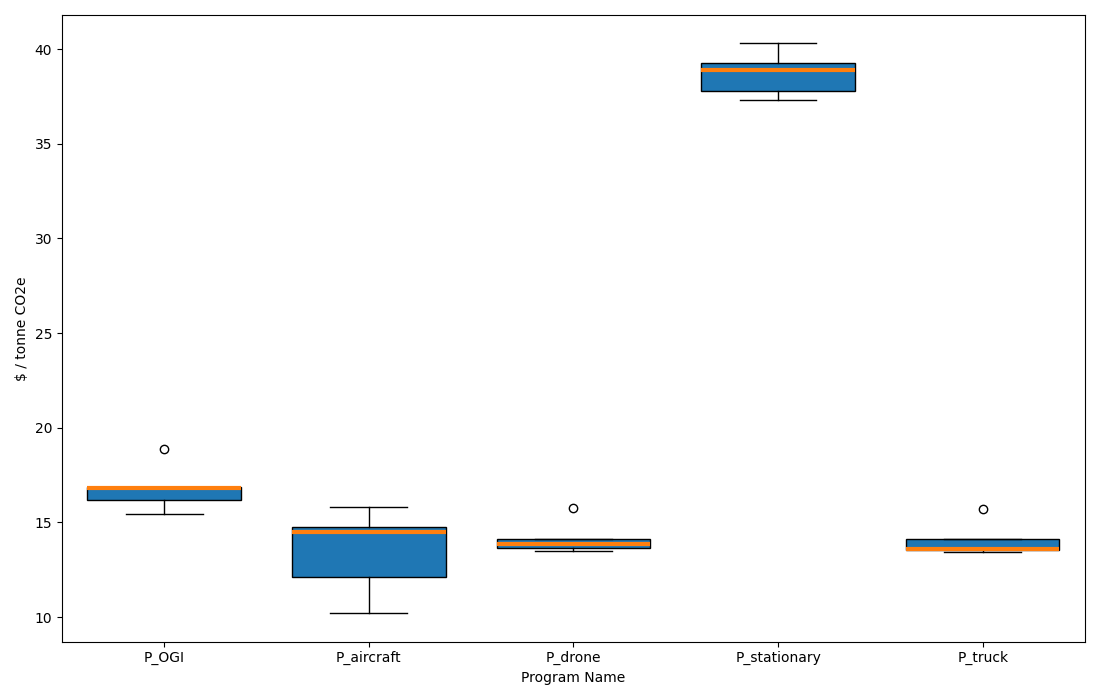 $ / tonne CO2e
40
35
30
25
20
15
10
P_OGI
P_aircraft
P_drone
P_stationary
P_truck
Program Name